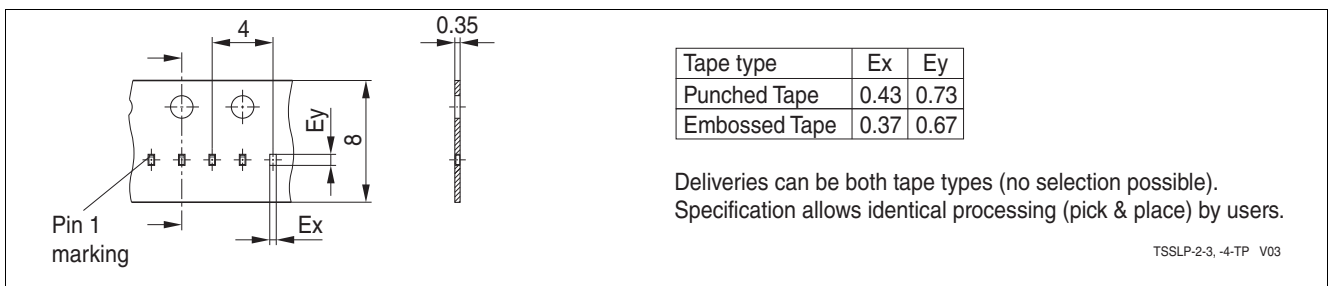 4
0.35
Ey
8
Pin 1
marking
Ex
Tape type Ex Ey
Punched Tape 0.43 0.73
Embossed Tape 0.37 0.67
Deliveries can be both tape types (no selection possible).
Specification allows identical processing (pick & place) by users.
TSSLP-2-3, -4-TP V03